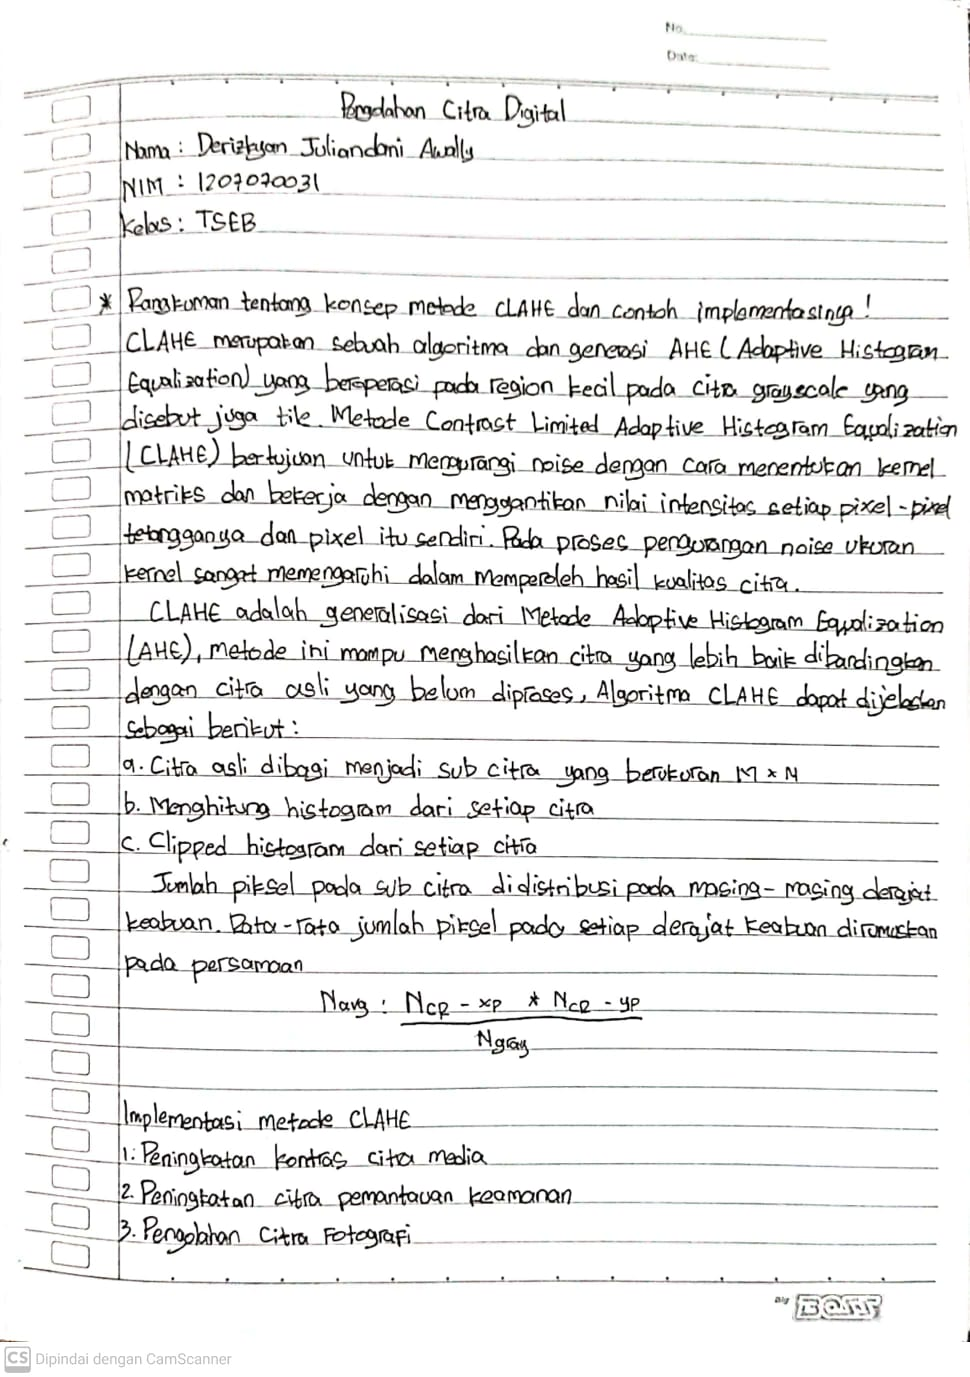 No.
Date:
Pengolahan Citra Digital
Nama : Derizkyan Juliandani Awally
NIM : 1207070031
Kelas : TSEB
* Rangkuman tentang konsep metode CLAHE dan contoh implementasinya !
CLAHE merupakan sebuah algoritma dan generasi AHE ( Adaptive Histogram
Equalization) yang beroperasi pada region kecil pada citra grayscale yang
disebut juga tile. Metode Contrast Limited Adaptive Histogram Equalization
(CLAHE) bertujuan untuk mengurangi noise dengan cara menentukan kernel
matriks dan bekerja dengan menggantikan nilai intensitas setiap pixel-pixel
tetangganya dan pixel itu sendiri. Pada proses pengurangan noise ukuran
kernel sangat memengaruhi dalam memperoleh hasil kualitas citra.
CLAHE adalah generalisasi dari Metode Adaptive Histogram Equalization
(AHE), metode ini mampu menghasilkan citra yang lebih baik dibandingkan
dengan citra asli yang belum diproses, Algoritma CLAHE dapat dijelaskan
sebagai berikut :
a. Citra asli dibagi menjadi sub citra yang berukuran M x N
b. Menghitung histogram dari setiap citra
c. Clipped histogram dari setiap citra
Jumlah piksel pada sub citra didistribusi pada masing-masing derajat
keabuan. Rata-rata jumlah piksel pada setiap derajat keabuan dirumuskan
pada persamaan
Navg : NCR - xp * NCR - yp
Ngray
Implementasi metode CLAHE
1. Peningkatan kontras citra media
2. Peningkatan citra pemantauan keamanan
3. Pengolahan Citra Fotografi
Big BOSS
CS Dipindai dengan CamScanner